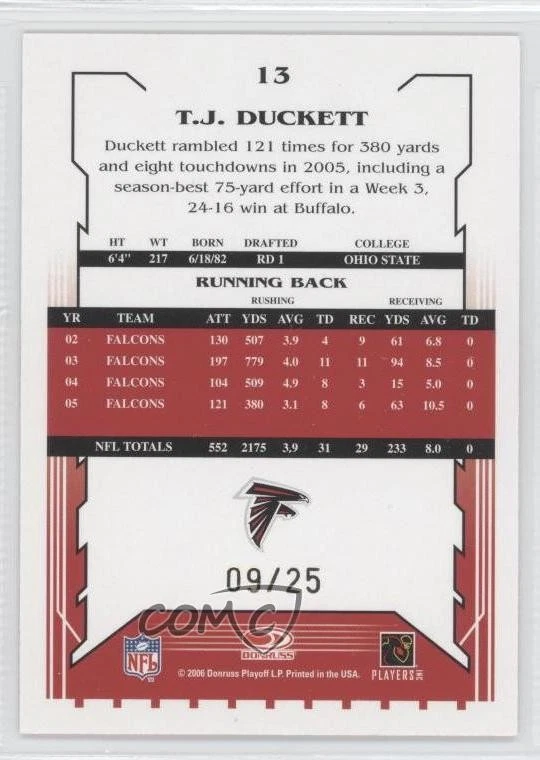 13
T.J. DUCKETT
Duckett rambled 121 times for 380 yards
and eight touchdowns in 2005, including a
season-best 75-yard effort in a Week 3,
24-16 win at Buffalo.
HT WT BORN DRAFTED COLLEGE
6'4" 217 6/18/82 RD 1 OHIO STATE
RUNNING BACK
RUSHING RECEIVING
YR TEAM ATT YDS AVG TD REC YDS AVG TD
02 FALCONS 130 507 3.9 4 9 61 6.8 0
03 FALCONS 197 779 4.0 11 11 94 8.5 0
04 FALCONS 104 509 4.9 8 3 15 5.0 0
05 FALCONS 121 380 3.1 8 6 63 10.5 0
NFL TOTALS 552 2175 3.9 31 29 233 8.0 0
09/25
COMC
NFL DONRUSS PLAYERS INC
© 2006 Donruss Playoff L.P. Printed in the USA.